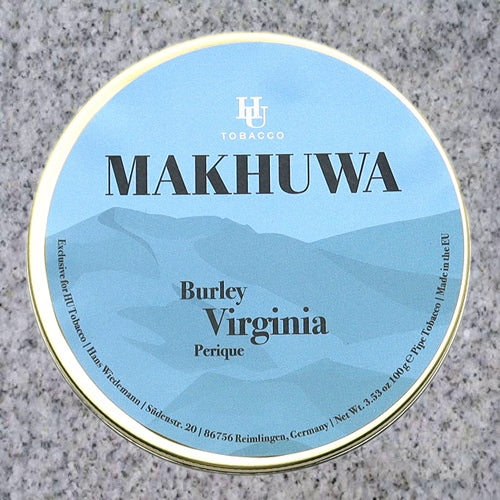 HU
TOBACCO
MAKHUWA
Burley
Virginia
Perique
Exclusive for HU Tobacco | Hans Wiedemann | Südenstr. 20 | 86756 Reimlingen, Germany | Net Wt. 3.53 oz 100 g ℮ Pipe Tobacco | Made in the EU